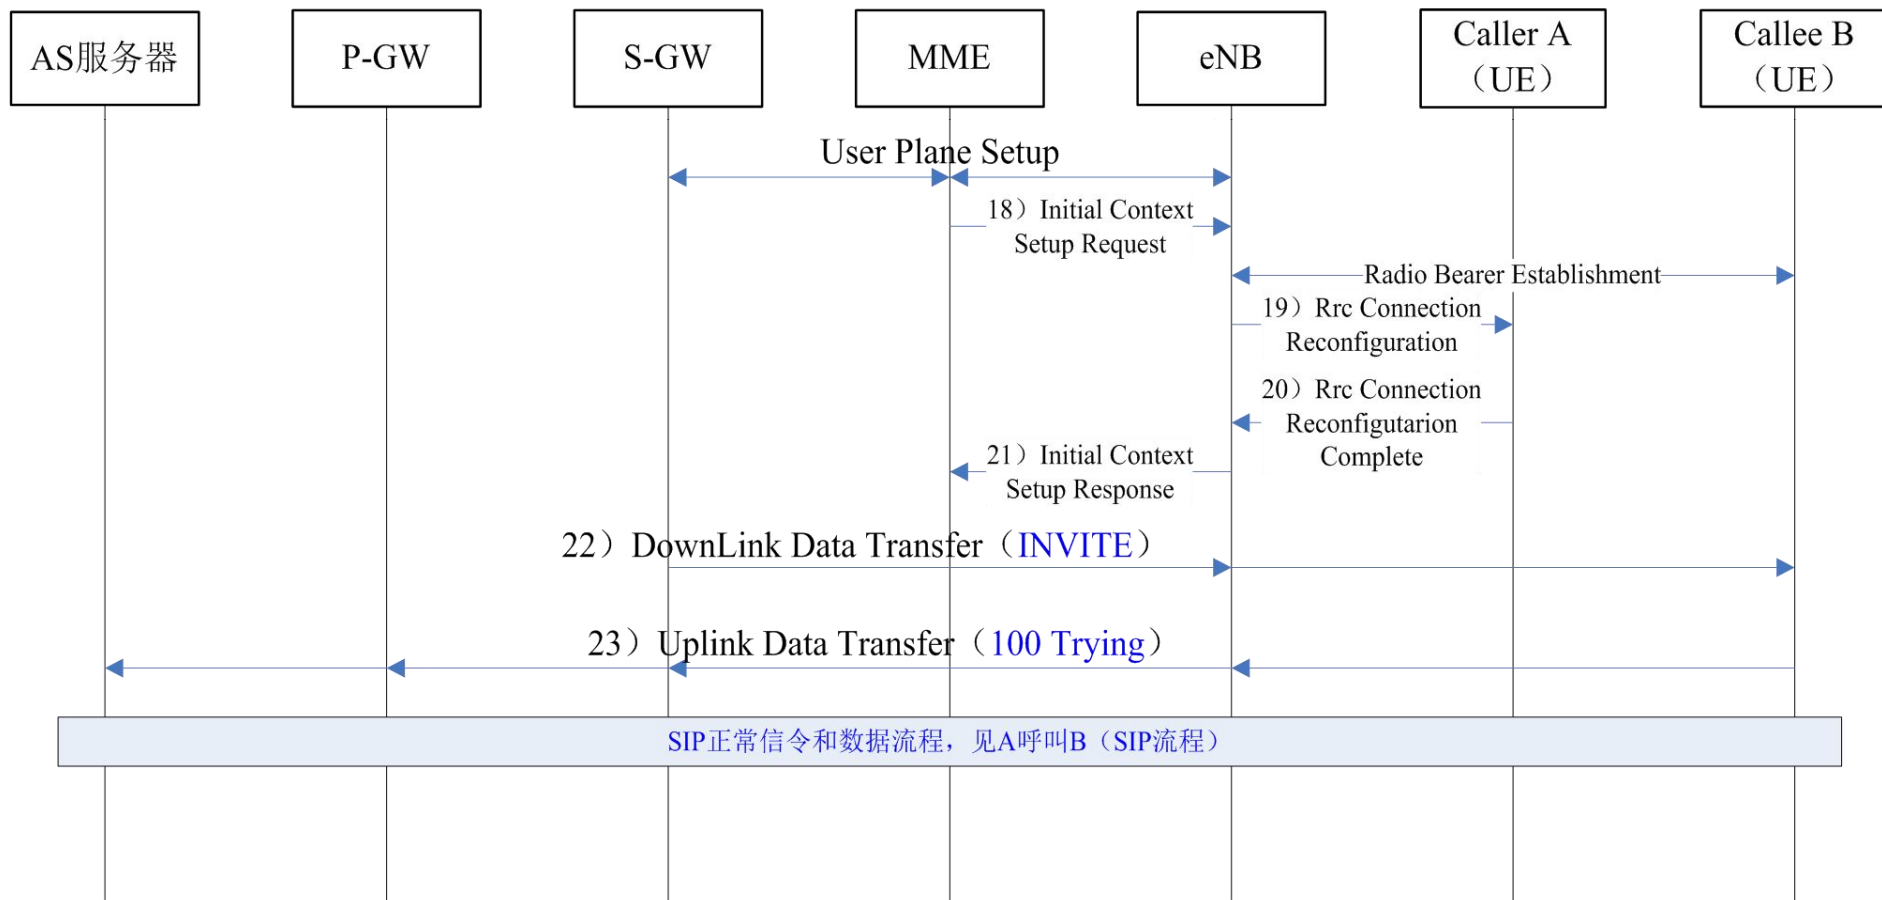 AS服务器
P-GW
S-GW
MME
eNB
Caller A
（UE）
Callee B
（UE）
User Plane Setup
18）Initial Context
Setup Request
Radio Bearer Establishment
19）Rrc Connection
Reconfiguration
20）Rrc Connection
Reconfigutarion
Complete
21）Initial Context
Setup Response
22）DownLink Data Transfer（INVITE）
23）Uplink Data Transfer（100 Trying）
SIP正常信令和数据流程，见A呼叫B（SIP流程）